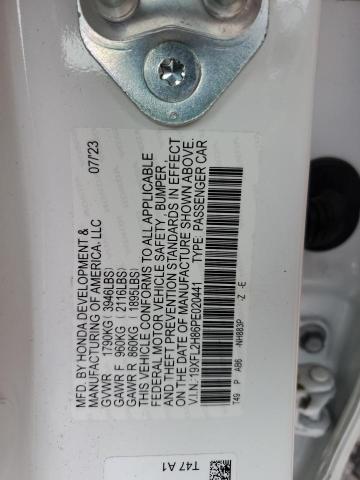 MFD. BY HONDA DEVELOPMENT & 07/'23
MANUFACTURING OF AMERICA, LLC
GVWR 1790KG (3946LBS)
GAWR F 960KG (2116LBS)
GAWR R 860KG (1895LBS)
THIS VEHICLE CONFORMS TO ALL APPLICABLE
FEDERAL MOTOR VEHICLE SAFETY, BUMPER,
AND THEFT PREVENTION STANDARDS IN EFFECT
ON THE DATE OF MANUFACTURE SHOWN ABOVE.
V.I.N: 19XFL2H86PE020441 TYPE: PASSENGER CAR
T49 P AB6 -NH883P -Z -E
T47 A1